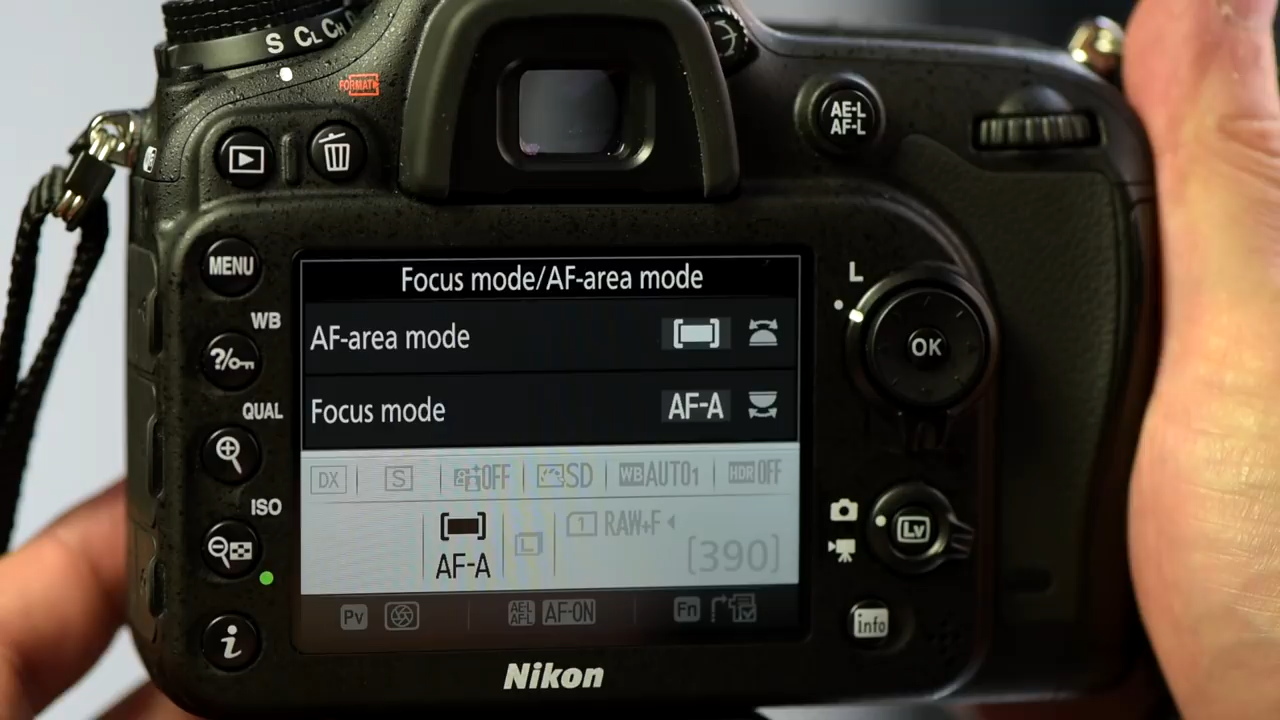 S CL CH
FORMAT
AE-L
AF-L
MENU
Focus mode/AF-area mode
L
WB
AF-area mode
OK
?
QUAL
Focus mode AF-A
DX S OFF SD WB AUTO1 HDR OFF
ISO
1 RAW+F
L
AF-A [390]
Lv
Pv AE-L AF-L AF-ON Fn
info
i
Nikon